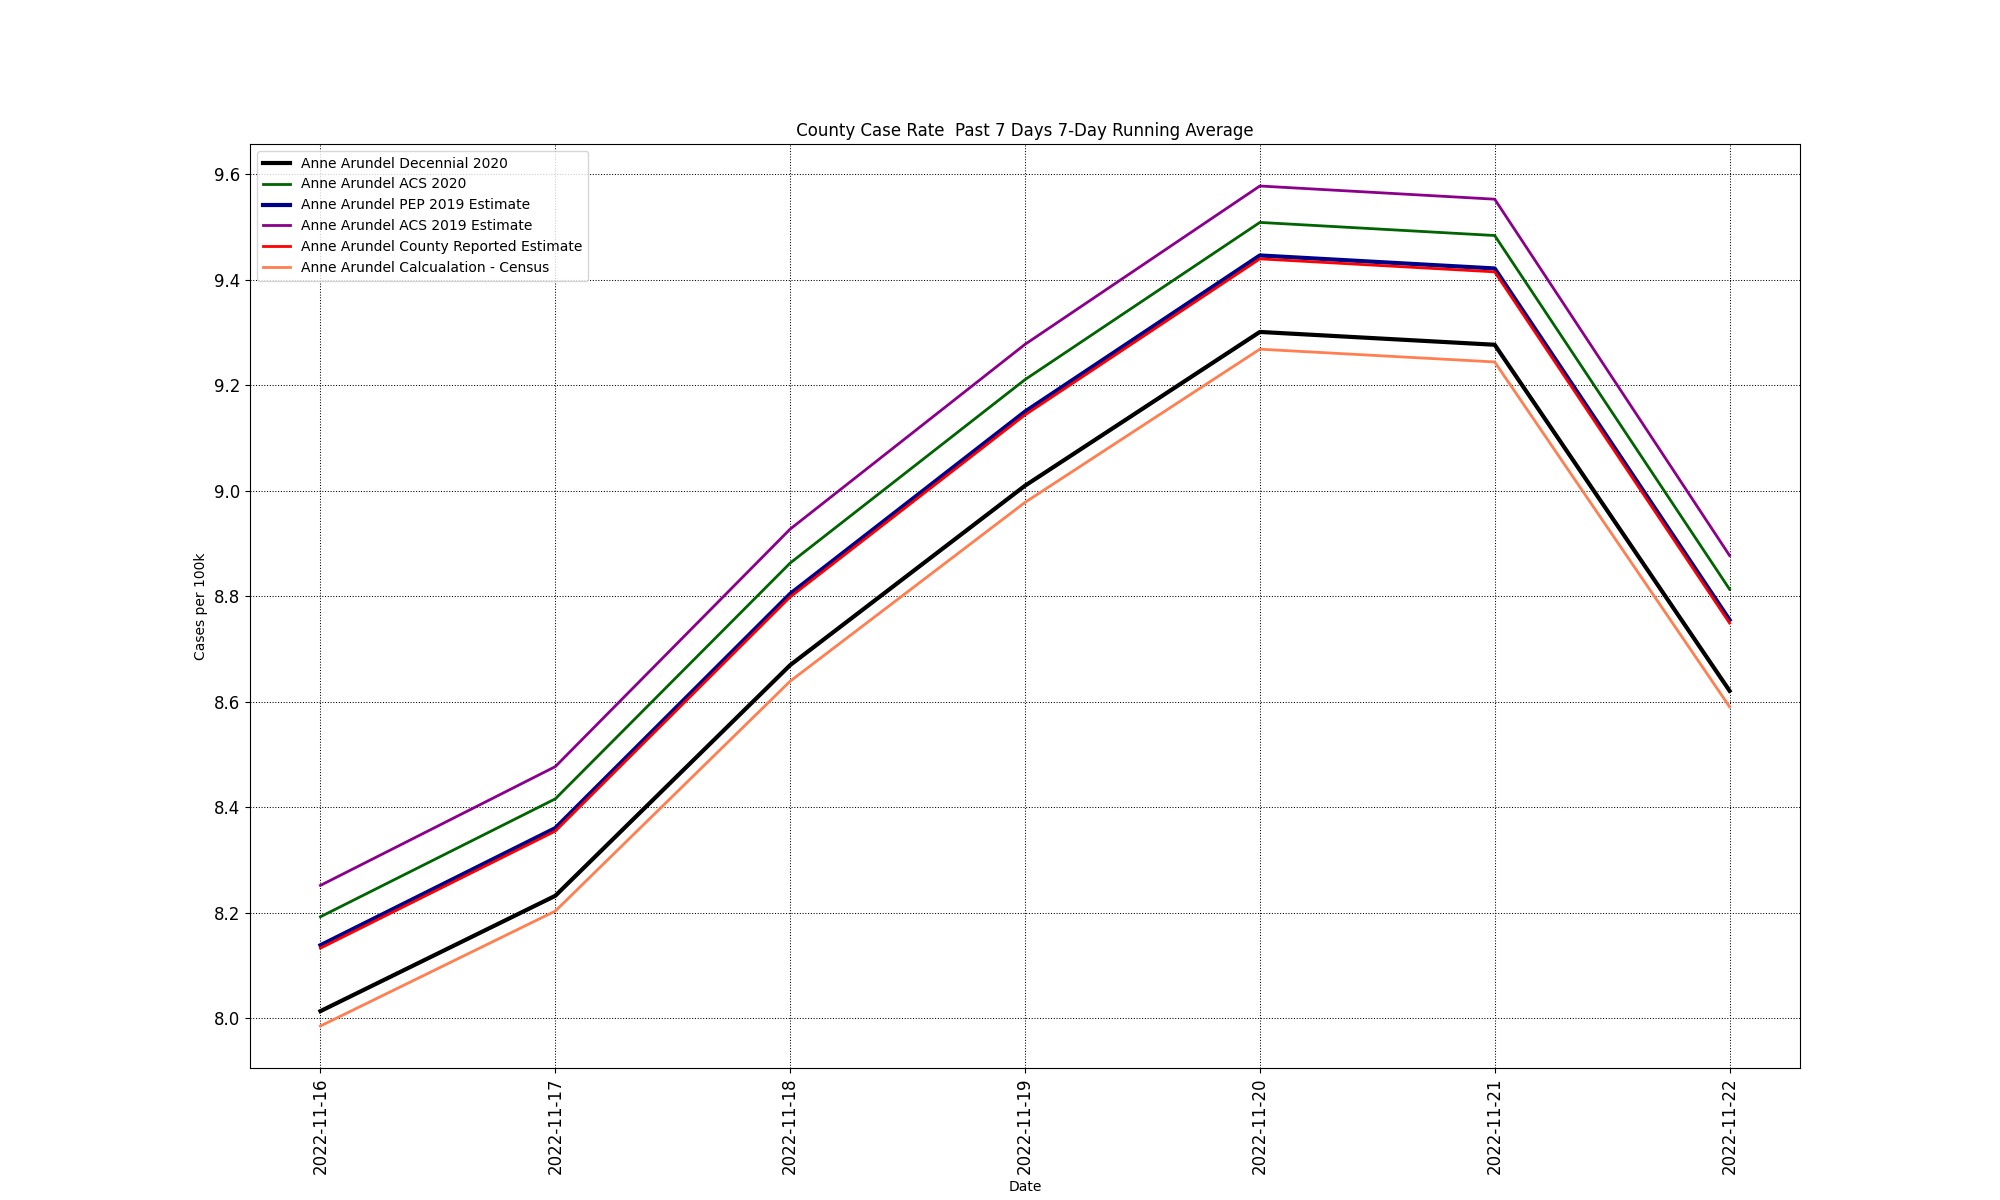 County Case Rate  Past 7 Days 7-Day Running Average
Anne Arundel Decennial 2020
Anne Arundel ACS 2020
Anne Arundel PEP 2019 Estimate
Anne Arundel ACS 2019 Estimate
Anne Arundel County Reported Estimate
Anne Arundel Calcualation - Census
9.6
9.4
9.2
9.0
8.8
8.6
8.4
8.2
8.0
Cases per 100k
2022-11-16
2022-11-17
2022-11-18
2022-11-19
2022-11-20
2022-11-21
2022-11-22
Date